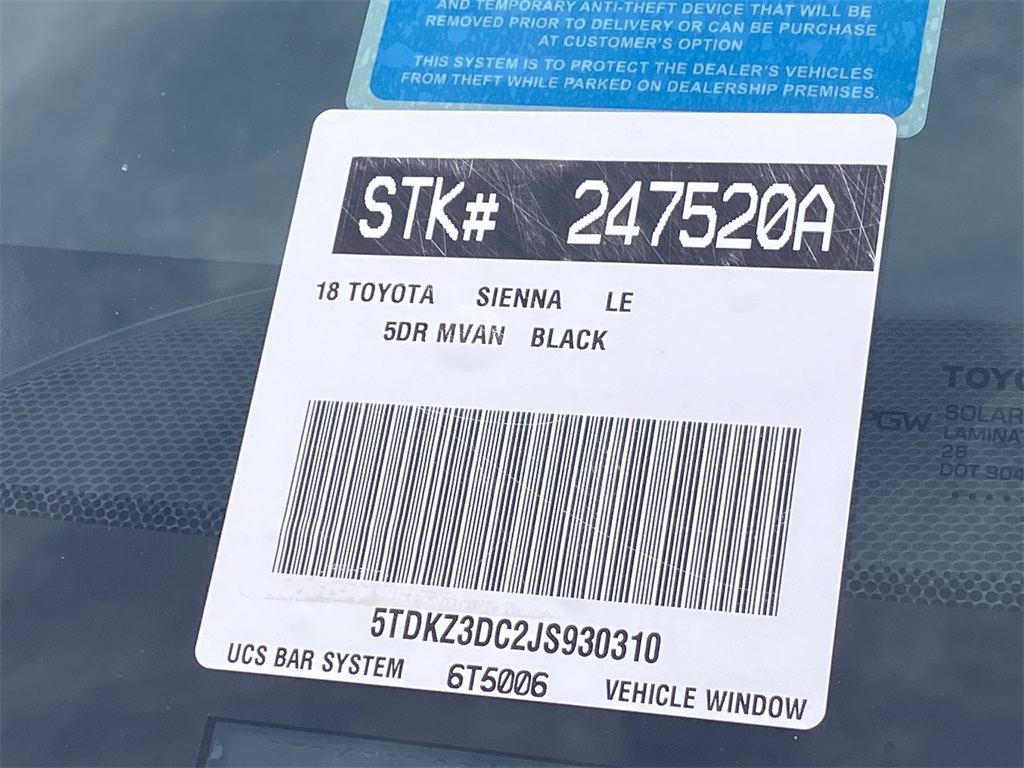 AND TEMPORARY ANTI-THEFT DEVICE THAT WILL BE
REMOVED PRIOR TO DELIVERY OR CAN BE PURCHASE
AT CUSTOMER'S OPTION
THIS SYSTEM IS TO PROTECT THE DEALER'S VEHICLES
FROM THEFT WHILE PARKED ON DEALERSHIP PREMISES.
STK# 247520A
18 TOYOTA SIENNA LE
5DR MVAN BLACK
5TDKZ3DC2JS930310
UCS BAR SYSTEM 6T5006 VEHICLE WINDOW
TOYO
PGW SOLAR
LAMINA
28
DOT 904